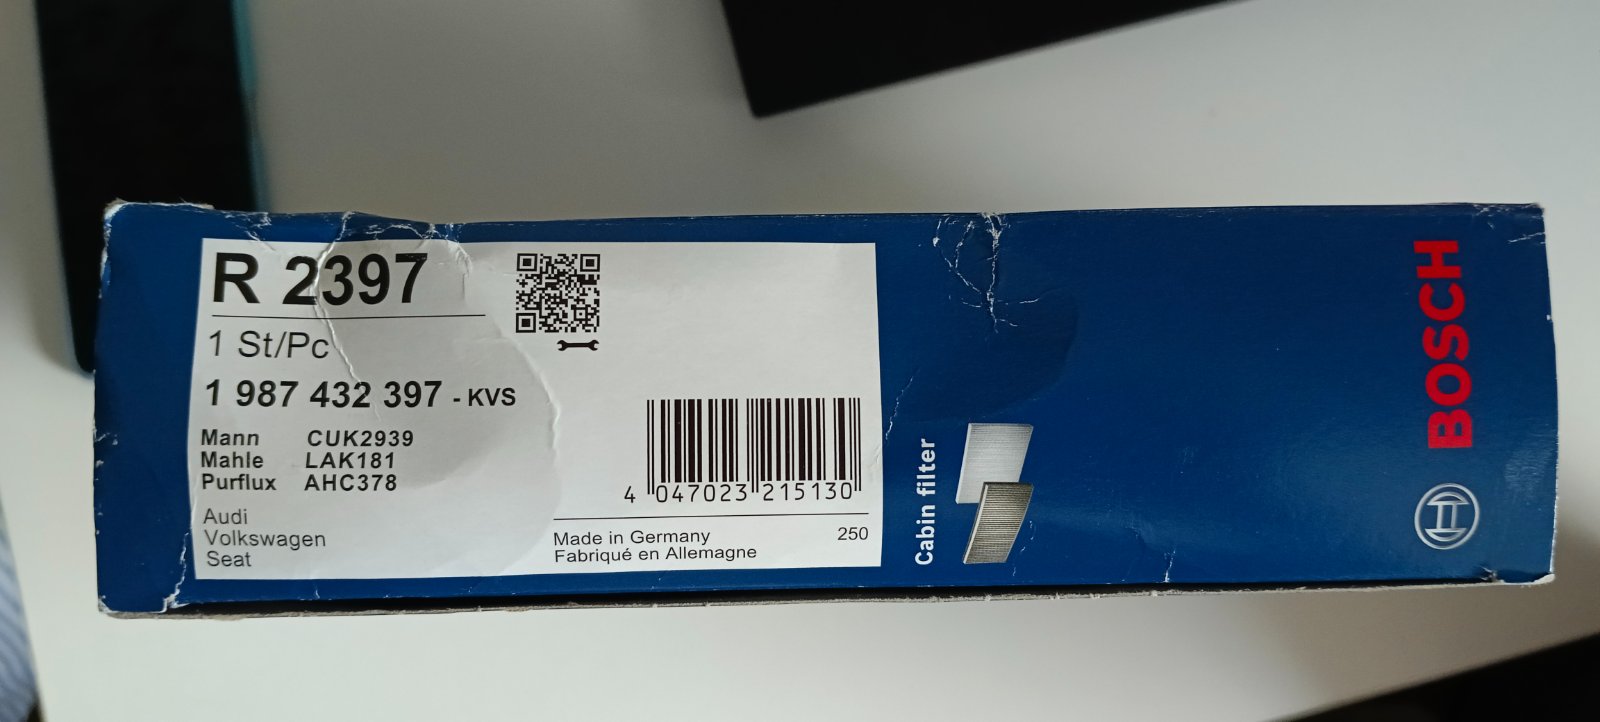 R 2397
1 St/Pc
1 987 432 397 - KVS
Mann CUK2939
Mahle LAK181
Purflux AHC378
Audi
Volkswagen
Seat
4 047023 215130
Made in Germany
Fabriqué en Allemagne
250
Cabin filter
BOSCH